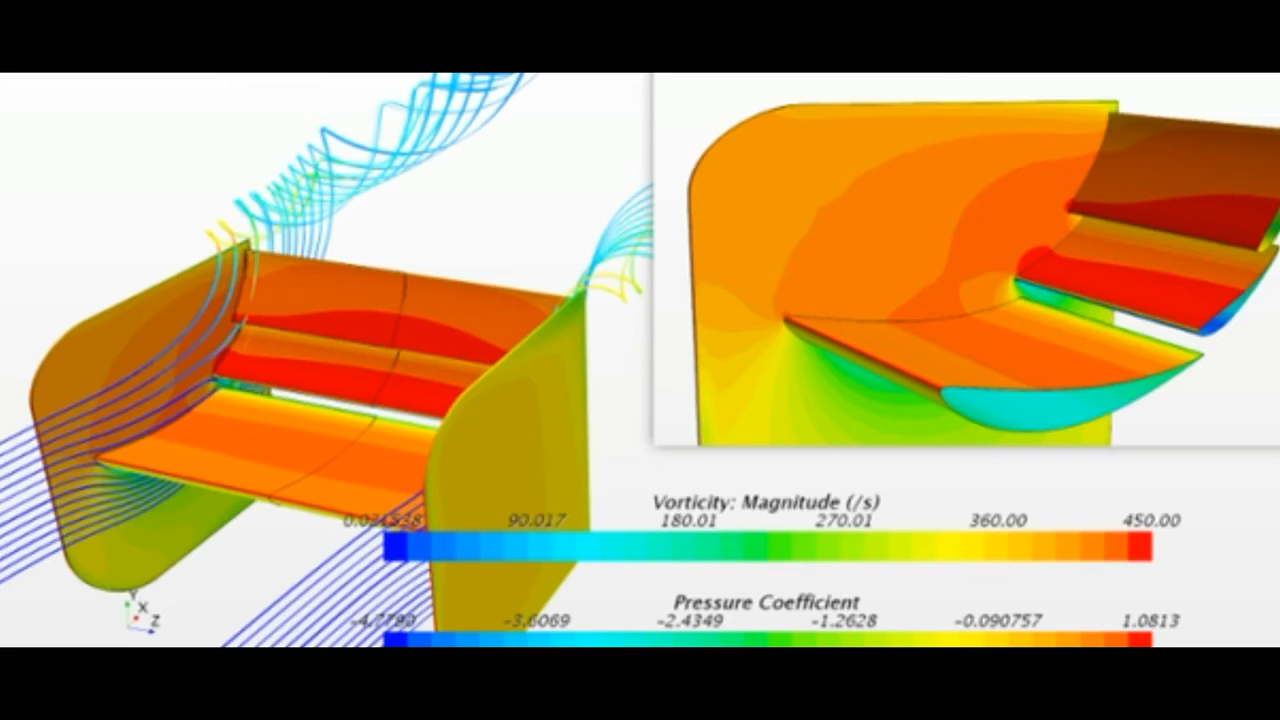 Vorticity: Magnitude (/s)
90.017 180.01 270.01 360.00 450.00
Pressure Coefficient
-3.6069 -2.4349 -1.2628 -0.090757 1.0813
Y
X
Z